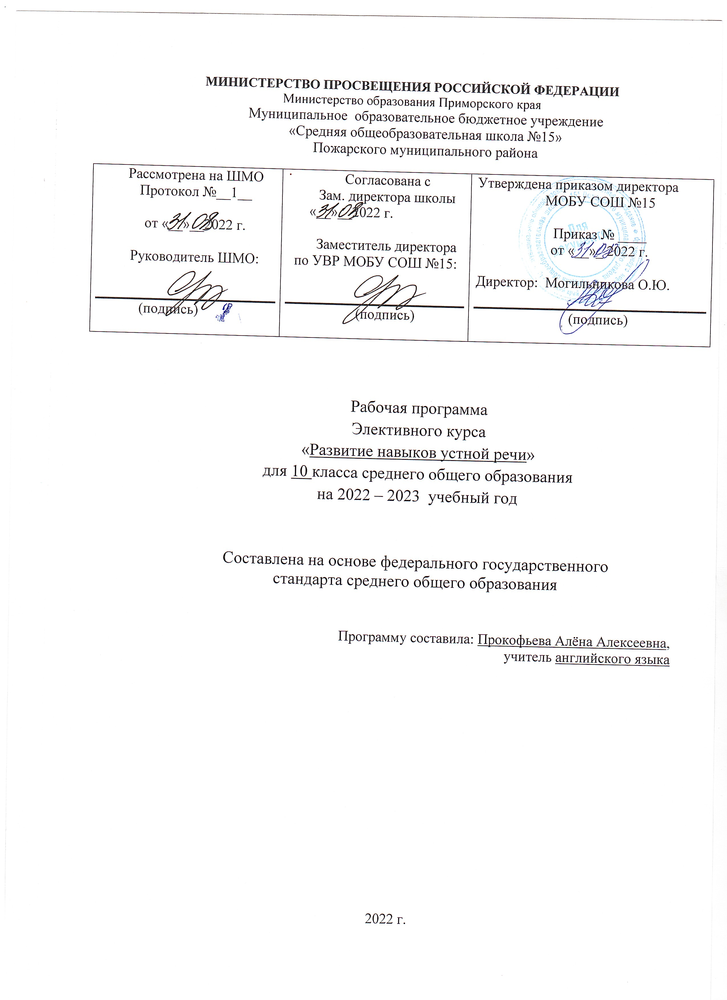 МИНИСТЕРСТВО ПРОСВЕЩЕНИЯ РОССИЙСКОЙ ФЕДЕРАЦИИ
Министерство образования Приморского края
Муниципальное образовательное бюджетное учреждение
«Средняя общеобразовательная школа №15»
Пожарского муниципального района
Рассмотрена на ШМО
Протокол №__1__
от «31» 08 2022 г.
Руководитель ШМО:
(подпись)
Согласована с
Зам. директора школы
«31» 08 2022 г.
Заместитель директора
по УВР МОБУ СОШ №15:
(подпись)
Утверждена приказом директора
МОБУ СОШ №15
Приказ № ____
от «31» 08 2022 г.
Директор: Могильникова О.Ю.
(подпись)
Для
документов
Рабочая программа
Элективного курса
«Развитие навыков устной речи»
для 10 класса среднего общего образования
на 2022 – 2023 учебный год
Составлена на основе федерального государственного
стандарта среднего общего образования
Программу составила: Прокофьева Алёна Алексеевна,
учитель английского языка
2022 г.